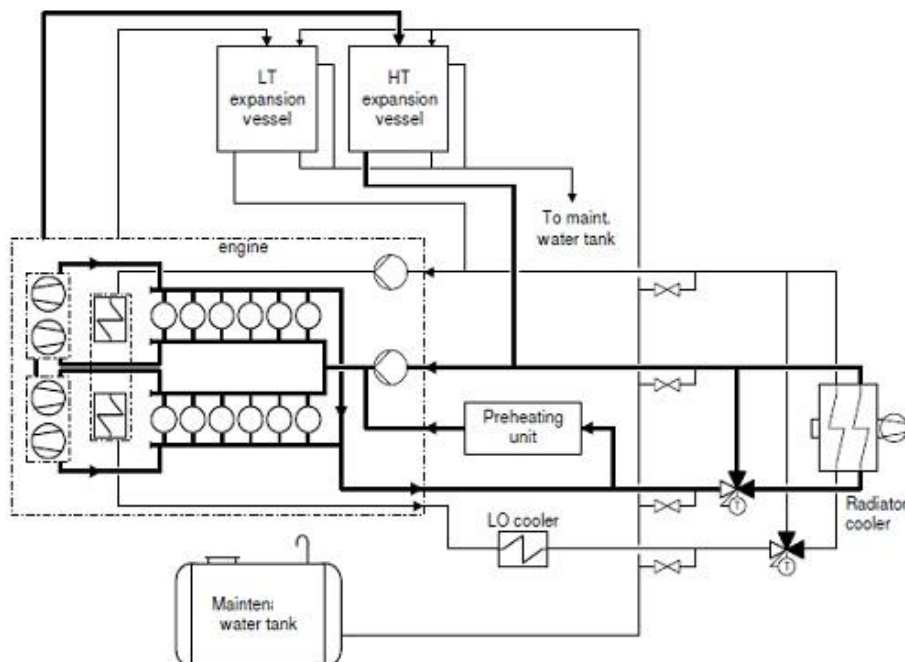 LT
expansion
vessel
HT
expansion
vessel
To maint.
water tank
engine
Preheating
unit
Radiator
cooler
LO cooler
T
T
Maintena
water tank